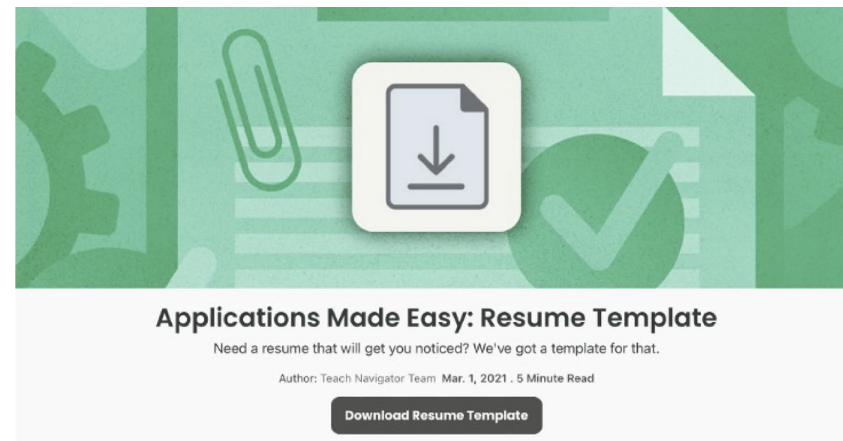 Applications Made Easy: Resume Template
Need a resume that will get you noticed? We've got a template for that.
Author: Teach Navigator Team Mar. 1, 2021 . 5 Minute Read
Download Resume Template